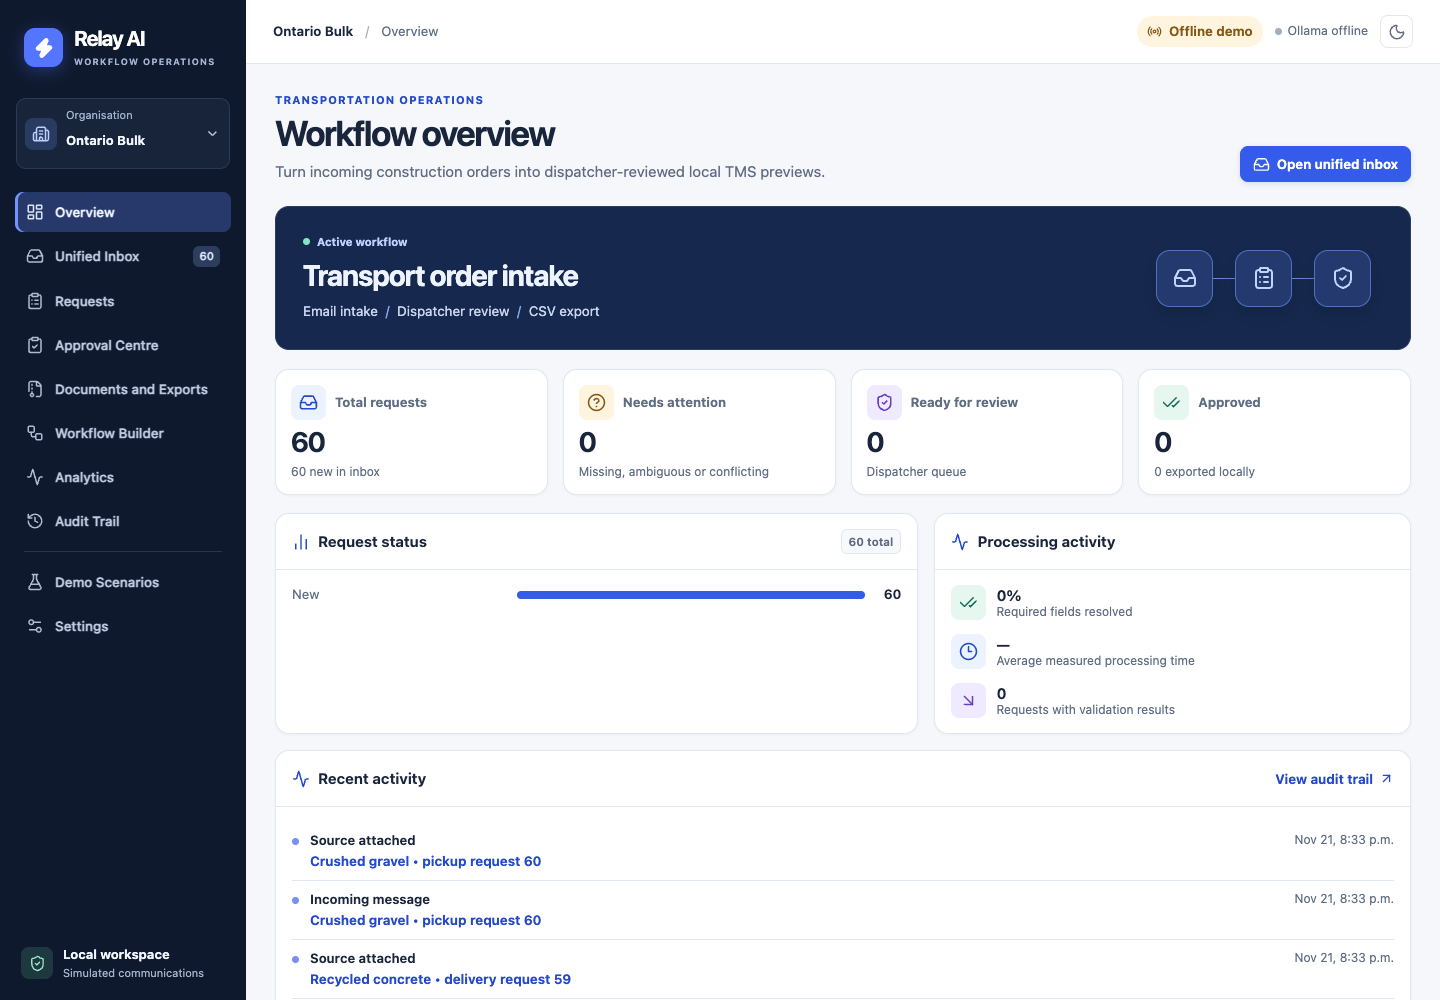 Relay AI
WORKFLOW OPERATIONS
Organisation
Ontario Bulk
Overview
Unified Inbox 60
Requests
Approval Centre
Documents and Exports
Workflow Builder
Analytics
Audit Trail
Demo Scenarios
Settings
Local workspace
Simulated communications
Ontario Bulk / Overview
Offline demo
Ollama offline
TRANSPORTATION OPERATIONS
Workflow overview
Turn incoming construction orders into dispatcher-reviewed local TMS previews.
Open unified inbox
Active workflow
Transport order intake
Email intake / Dispatcher review / CSV export
Total requests
60
60 new in inbox
Needs attention
0
Missing, ambiguous or conflicting
Ready for review
0
Dispatcher queue
Approved
0
0 exported locally
Request status 60 total
New 60
Processing activity
0%
Required fields resolved
—
Average measured processing time
0
Requests with validation results
Recent activity View audit trail
Source attached Nov 21, 8:33 p.m.
Crushed gravel • pickup request 60
Incoming message Nov 21, 8:33 p.m.
Crushed gravel • pickup request 60
Source attached Nov 21, 8:33 p.m.
Recycled concrete • delivery request 59